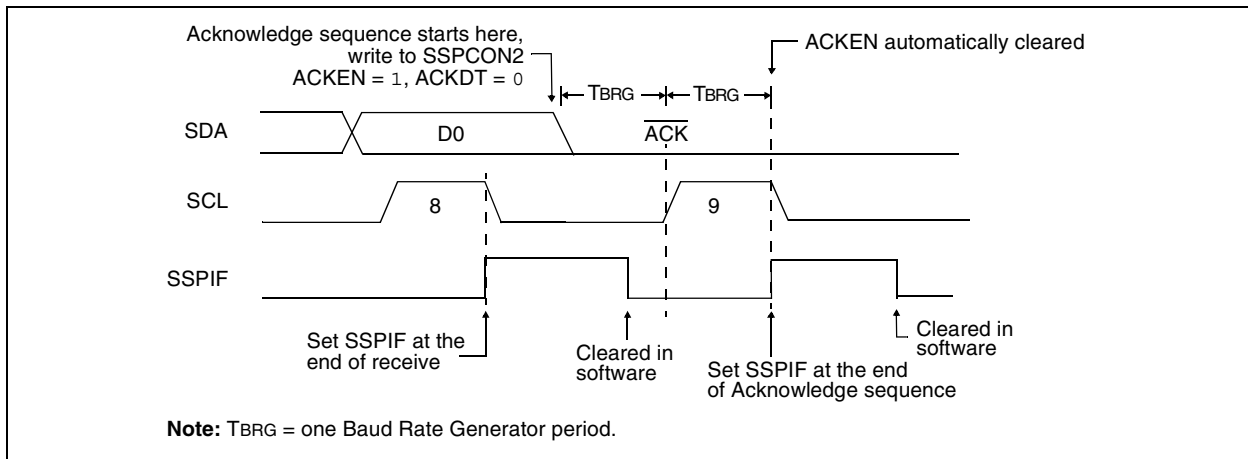 Acknowledge sequence starts here,
write to SSPCON2
ACKEN = 1, ACKDT = 0
ACKEN automatically cleared
TBRG
TBRG
SDA
D0
ACK
SCL
8
9
SSPIF
Set SSPIF at the
end of receive
Cleared in
software
Set SSPIF at the end
of Acknowledge sequence
Cleared in
software
Note: TBRG = one Baud Rate Generator period.